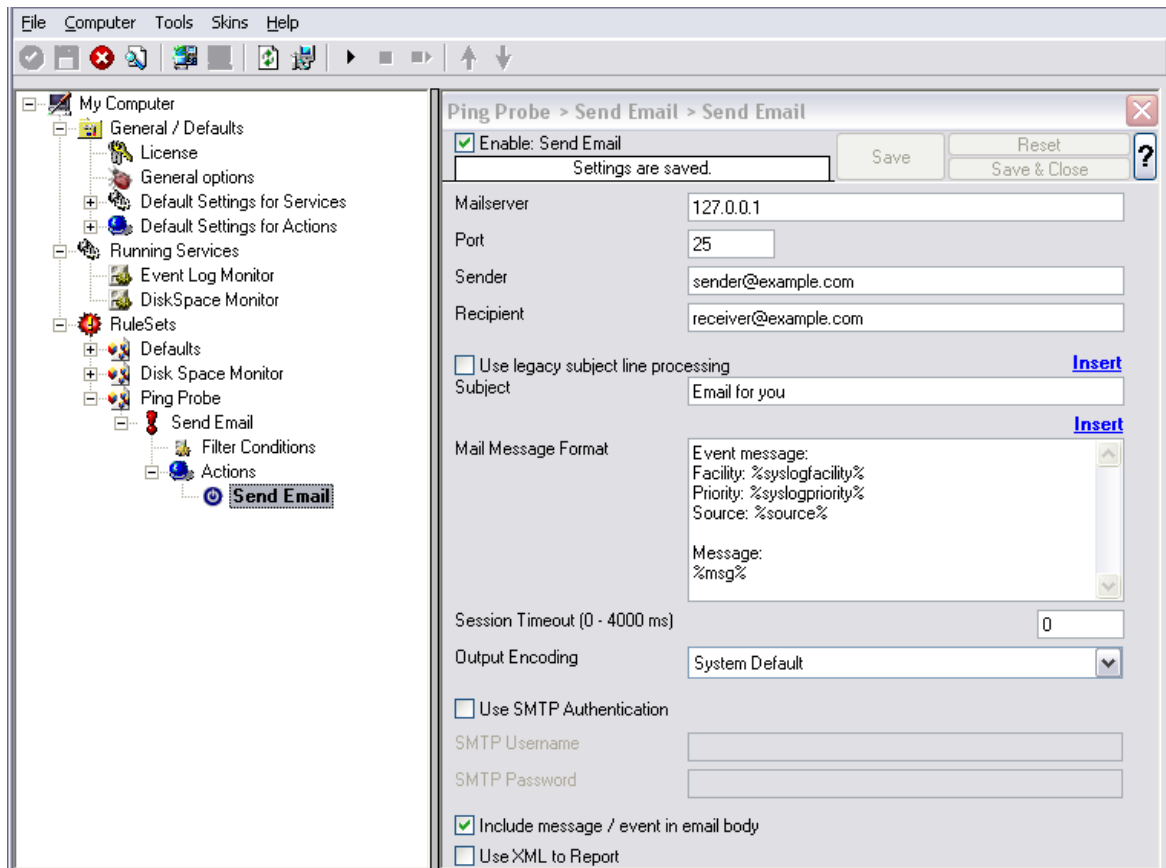 File Computer Tools Skins Help
My Computer
General / Defaults
License
General options
Default Settings for Services
Default Settings for Actions
Running Services
Event Log Monitor
DiskSpace Monitor
RuleSets
Defaults
Disk Space Monitor
Ping Probe
Send Email
Filter Conditions
Actions
Send Email
Ping Probe > Send Email > Send Email
Enable: Send Email
Settings are saved.
Save
Reset
Save & Close
?
Mailserver
127.0.0.1
Port
25
Sender
sender@example.com
Recipient
receiver@example.com
Use legacy subject line processing
Insert
Subject
Email for you
Insert
Mail Message Format
Event message:
Facility: %syslogfacility%
Priority: %syslogpriority%
Source: %source%
Message:
%msg%
Session Timeout (0 - 4000 ms)
0
Output Encoding
System Default
Use SMTP Authentication
SMTP Username
SMTP Password
Include message / event in email body
Use XML to Report